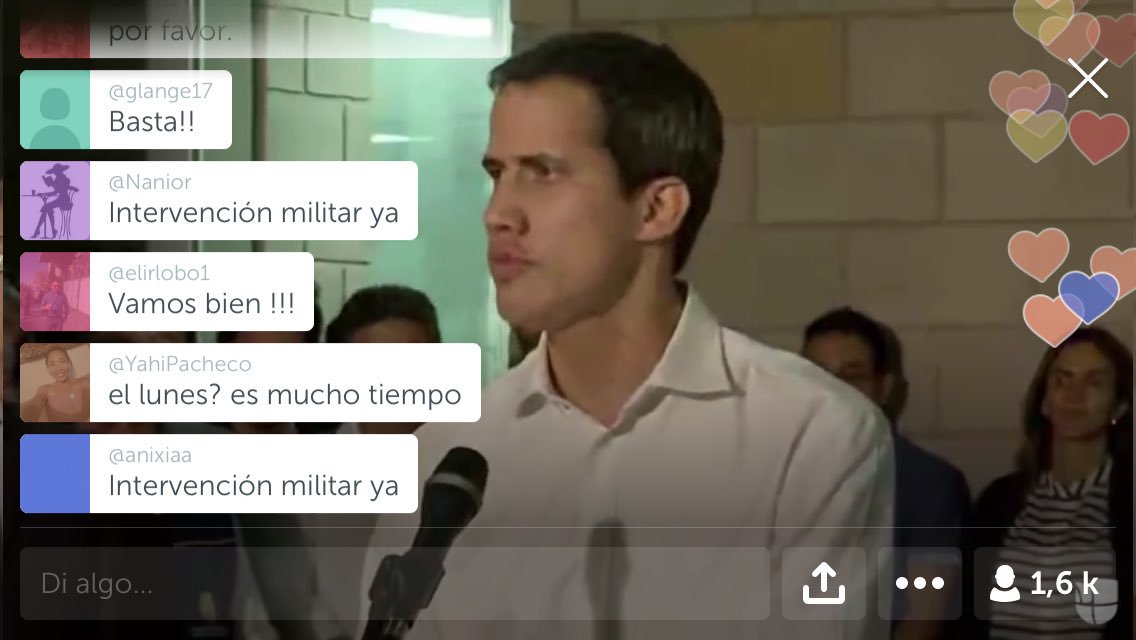 por favor.
@glange17
Basta!!
@Nanior
Intervención militar ya
@elirlobo1
Vamos bien !!!
@YahiPacheco
el lunes? es mucho tiempo
@anixiaa
Intervención militar ya
Di algo...
1,6 k